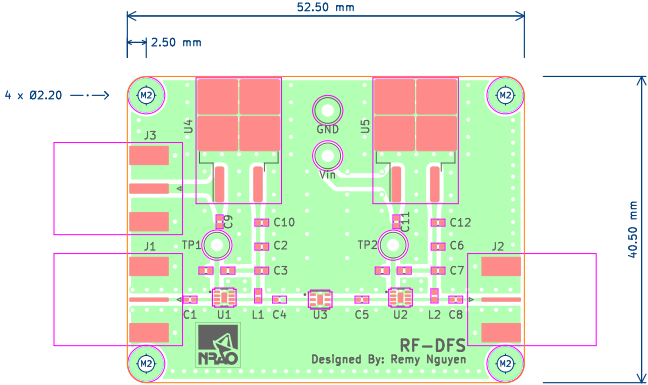 52.50 mm
2.50 mm
4 x Ø2.20
M2
M2
GND
U4
U5
J3
Vin
40.50 mm
C9
C10
C11
C12
TP1
C2
TP2
C6
J1
C3
C7
J2
C1
U1
L1
C4
U3
C5
U2
L2
C8
NRAO
RF-DFS
Designed By: Remy Nguyen
M2
M2